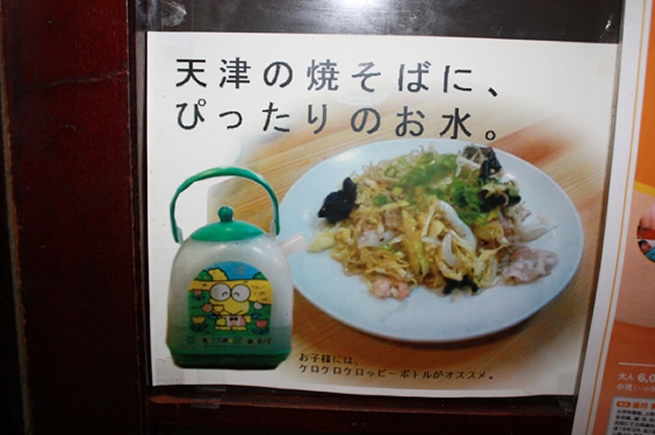 天津の焼そばに、
ぴったりのお水。
お子様には、
ケロケロケロッピーボトルがオススメ。
大人 6,0